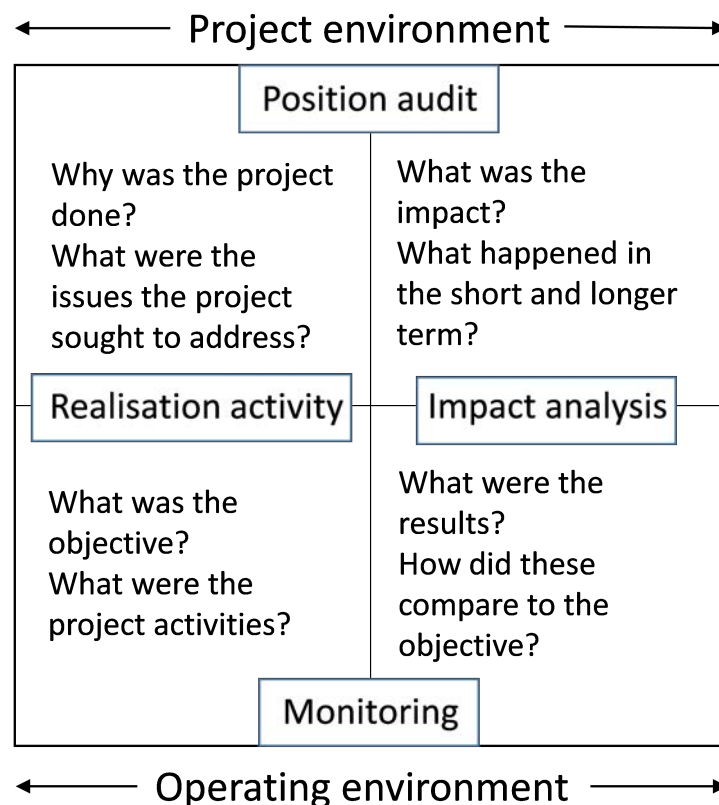 Project environment
Position audit
Why was the project
done?
What were the
issues the project
sought to address?
What was the
impact?
What happened in
the short and longer
term?
Realisation activity
Impact analysis
What was the
objective?
What were the
project activities?
What were the
results?
How did these
compare to the
objective?
Monitoring
Operating environment